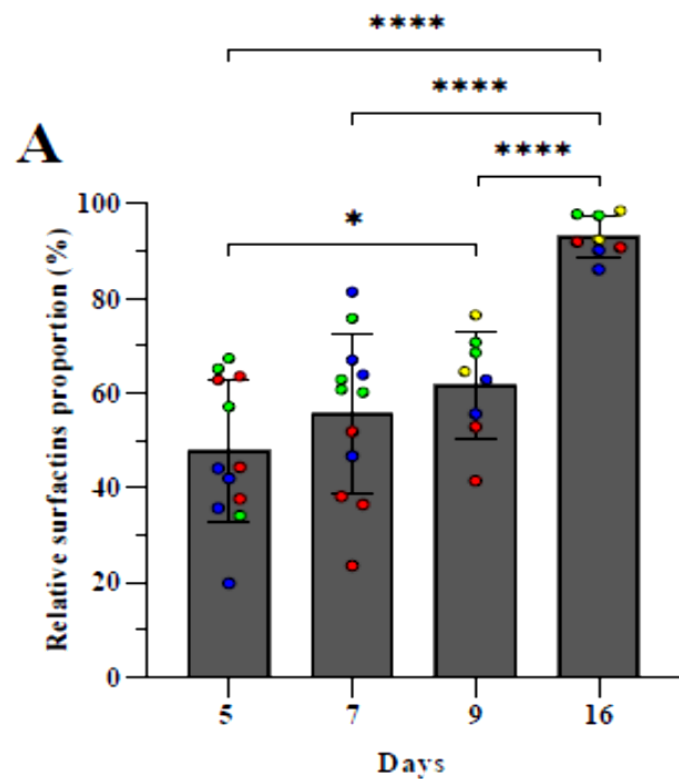 ****
****
A
****
100
*
80
60
40
20
0
Relative surfactins proportion (%)
5 7 9 16
Days